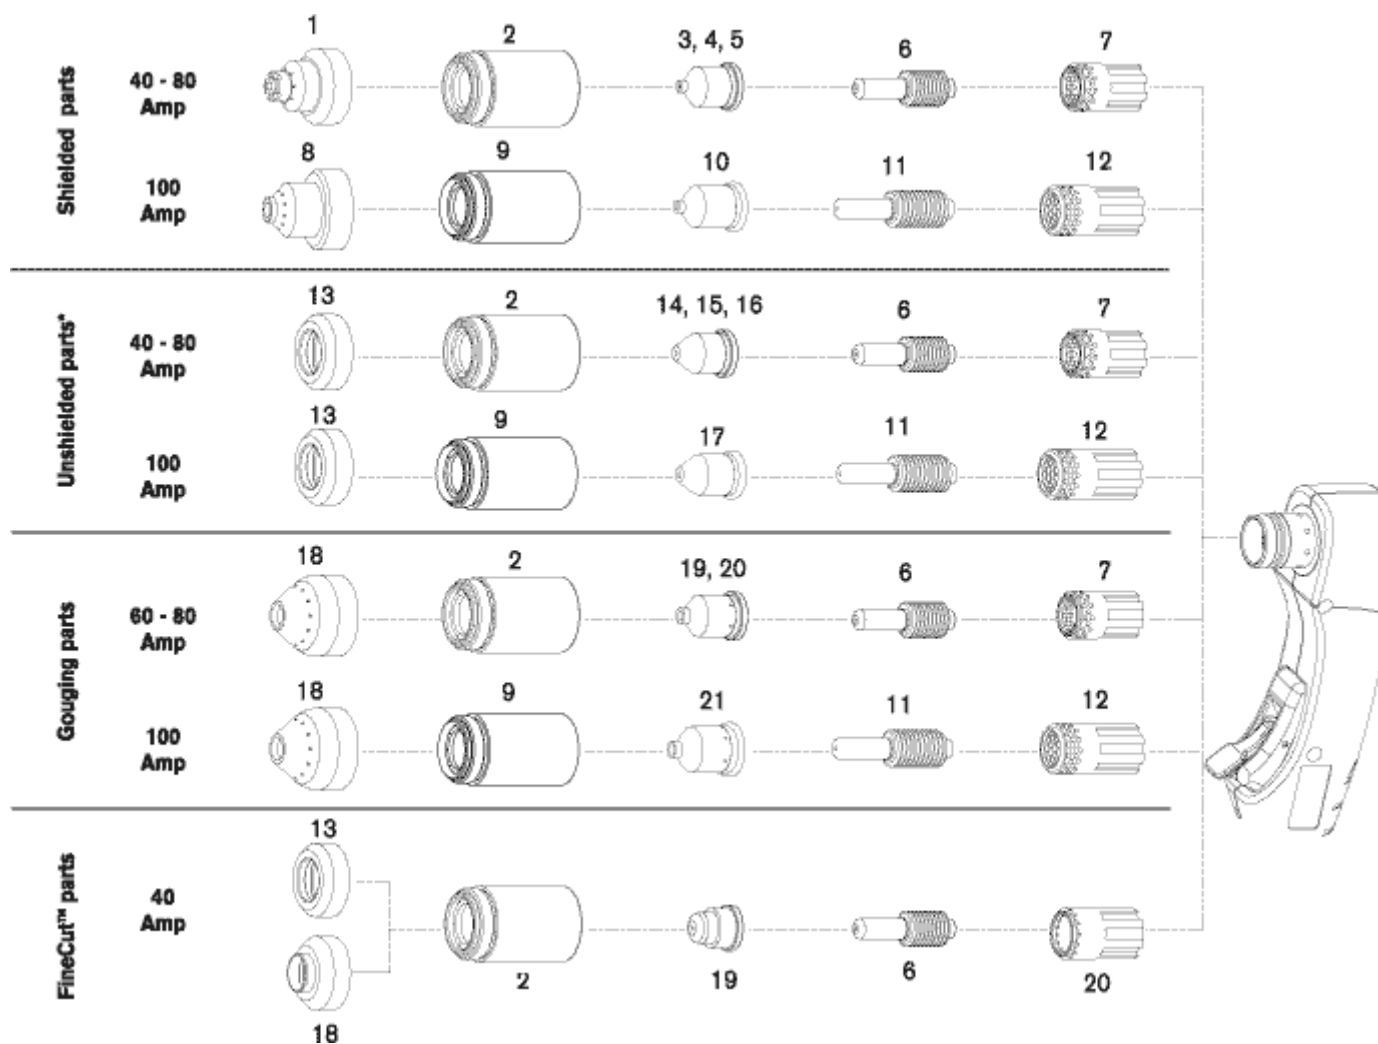 Shielded parts
40 - 80
Amp
1
2
3, 4, 5
6
7
100
Amp
8
9
10
11
12
Unshielded parts*
40 - 80
Amp
13
2
14, 15, 16
6
7
100
Amp
13
9
17
11
12
Gouging parts
60 - 80
Amp
18
2
19, 20
6
7
100
Amp
18
9
21
11
12
FineCut™ parts
40
Amp
13
18
2
19
6
20